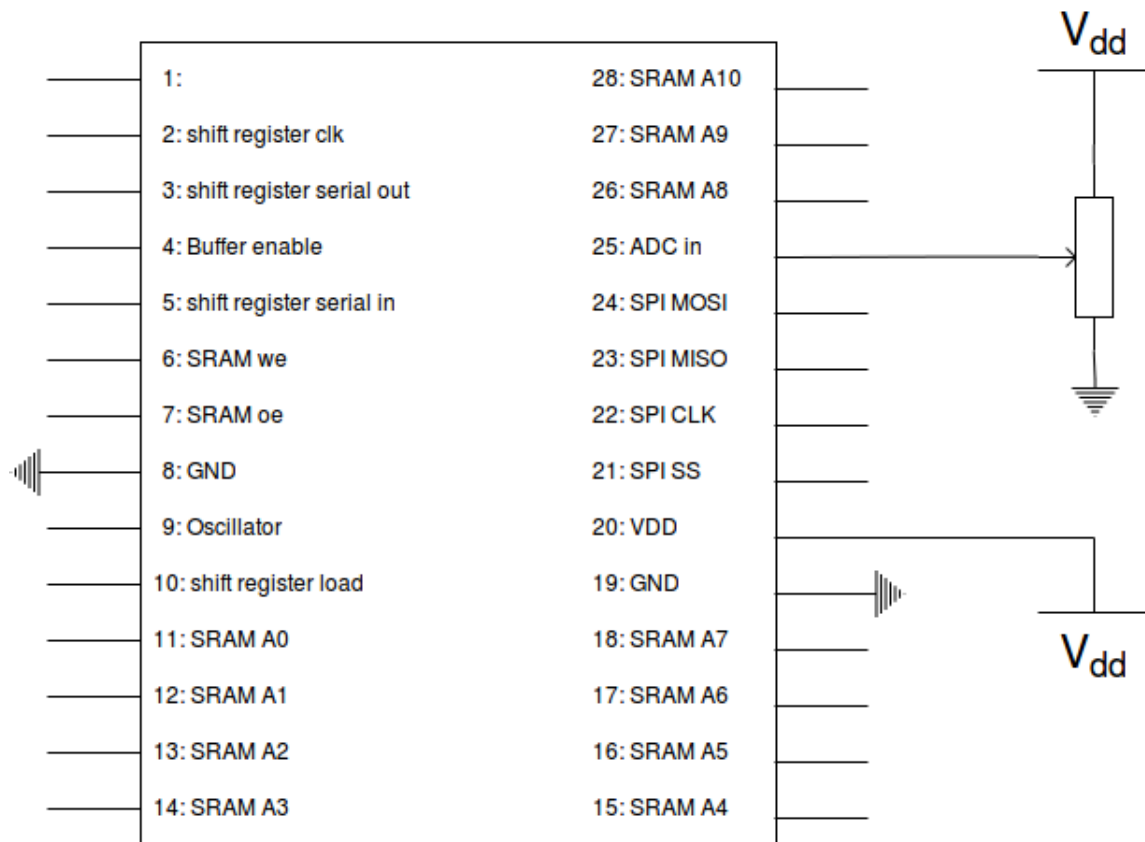 Vdd
1:
2: shift register clk
3: shift register serial out
4: Buffer enable
5: shift register serial in
6: SRAM we
7: SRAM oe
8: GND
9: Oscillator
10: shift register load
11: SRAM A0
12: SRAM A1
13: SRAM A2
14: SRAM A3
28: SRAM A10
27: SRAM A9
26: SRAM A8
25: ADC in
24: SPI MOSI
23: SPI MISO
22: SPI CLK
21: SPI SS
20: VDD
19: GND
18: SRAM A7
17: SRAM A6
16: SRAM A5
15: SRAM A4
Vdd